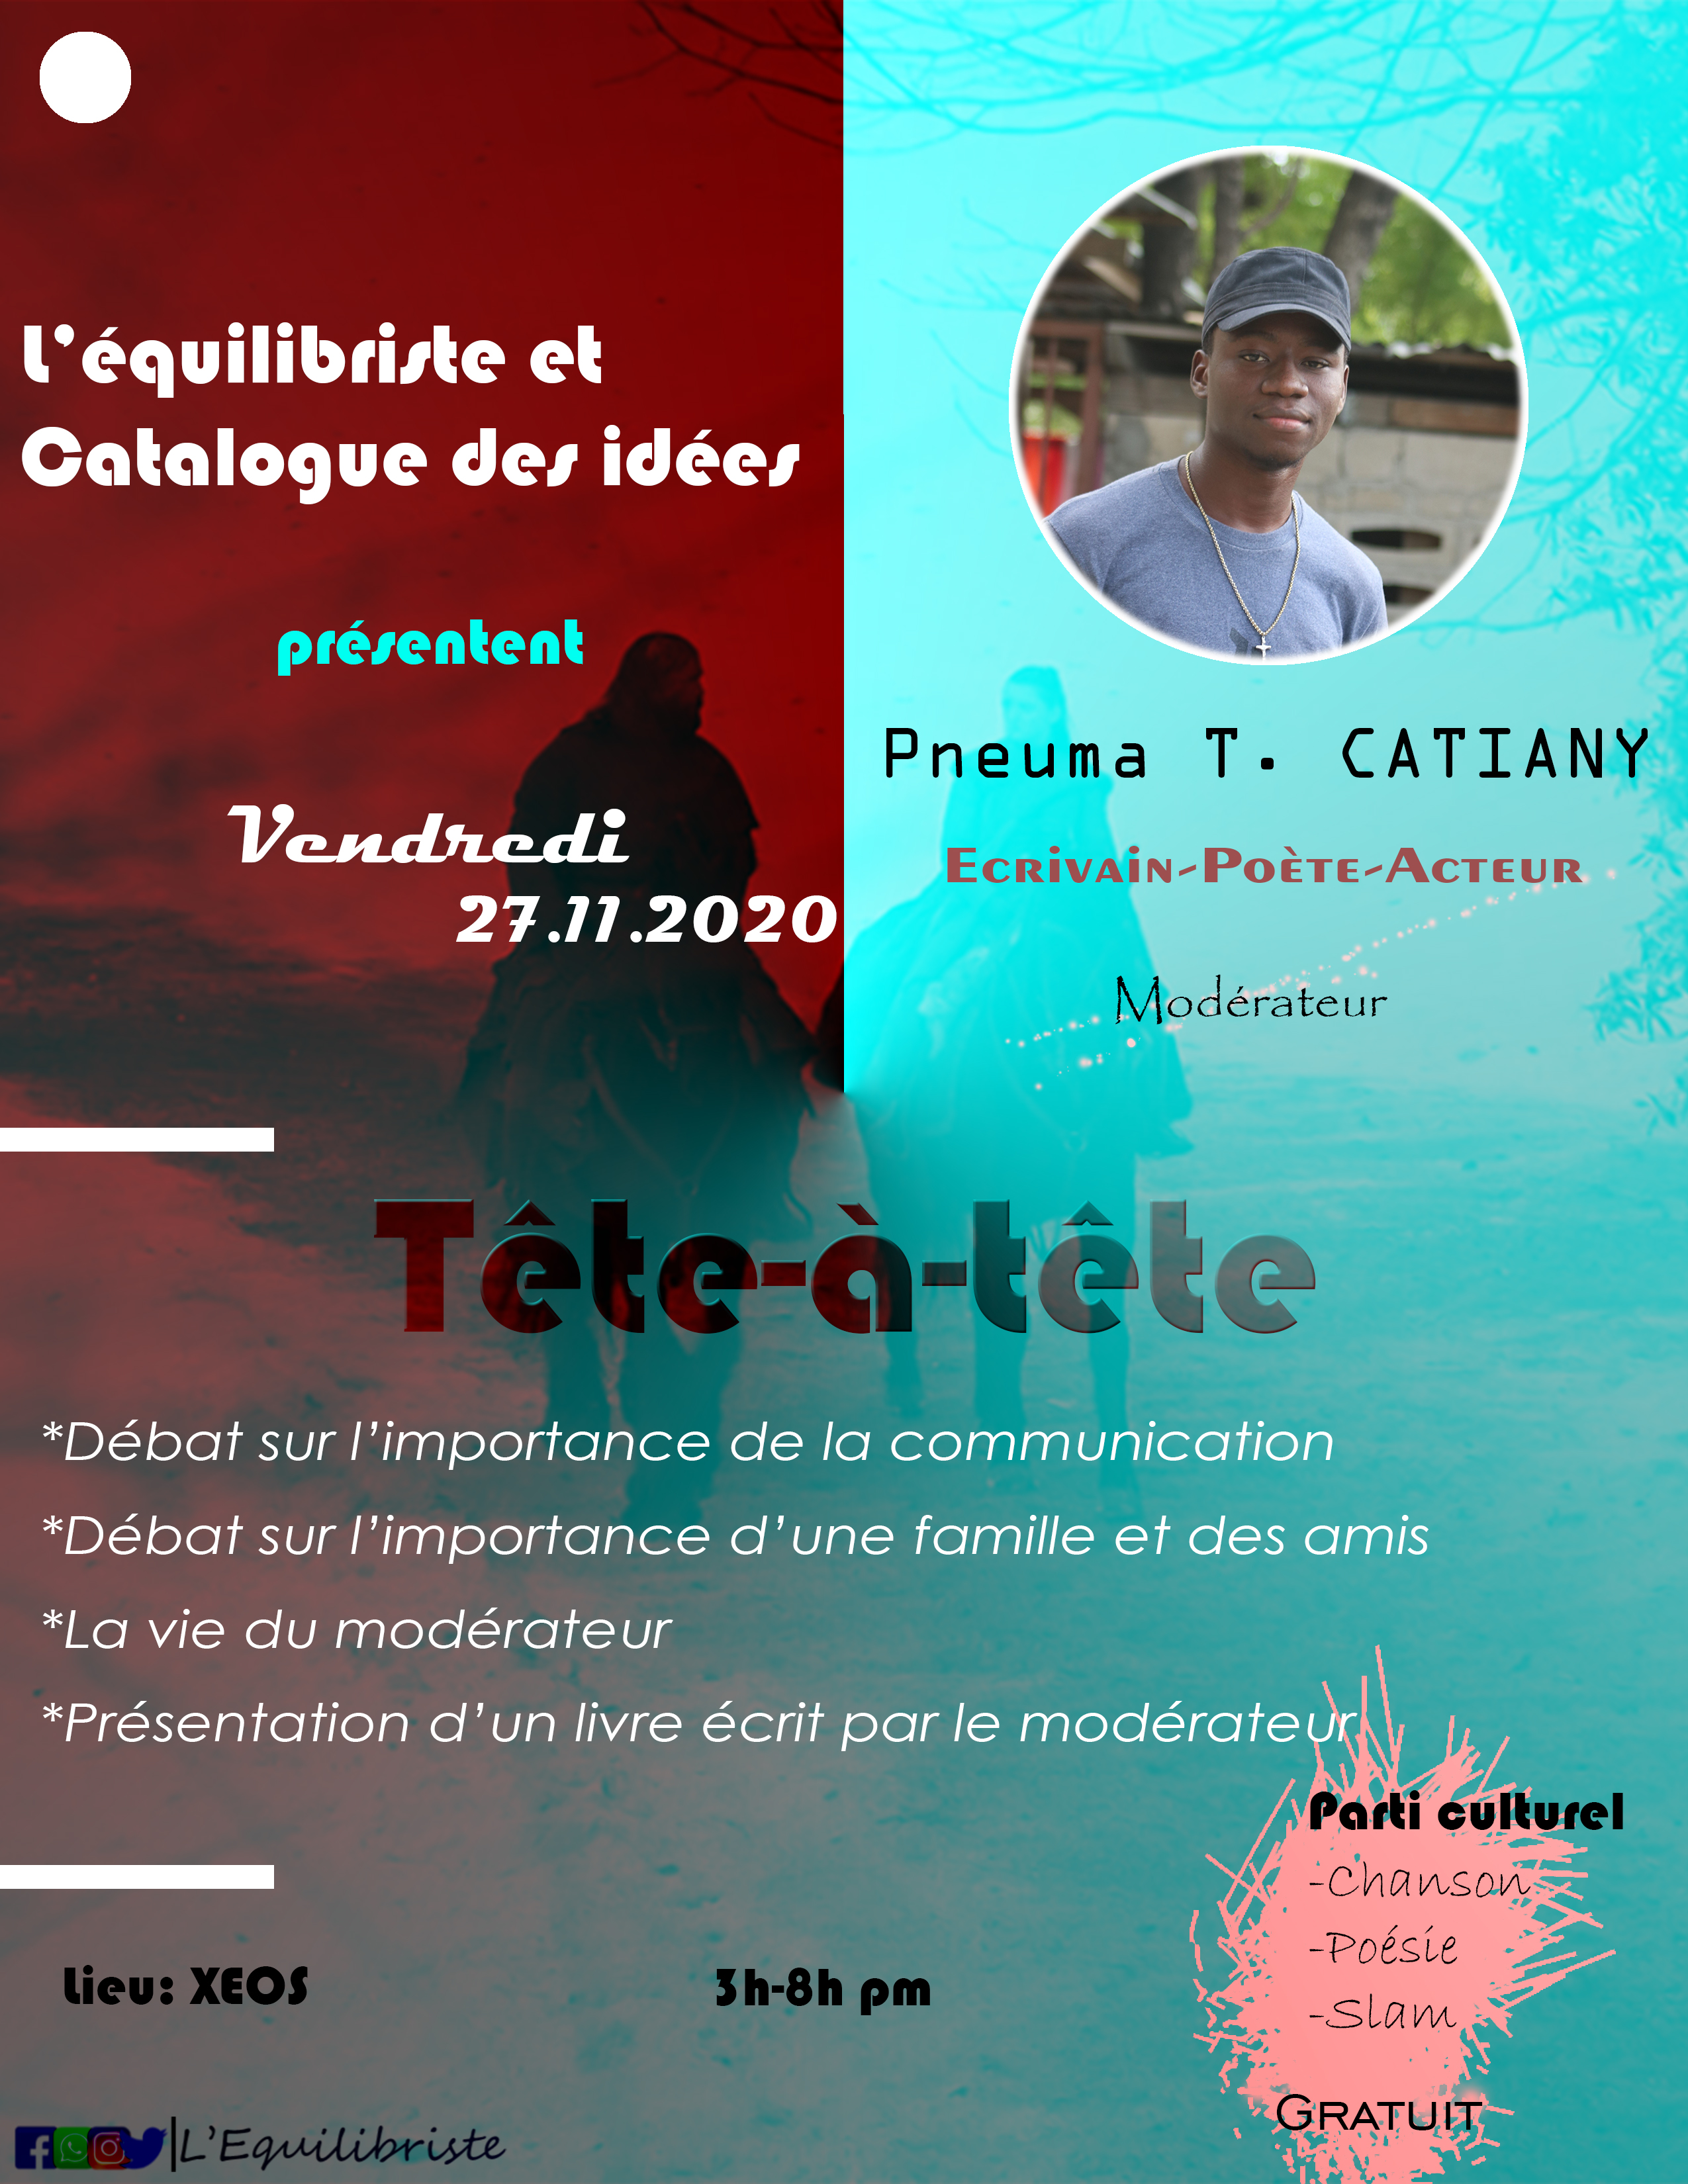 L'équilibriste et
Catalogue des idées
présentent
Vendredi
27.11.2020
Pneuma T. CATIANY
Ecrivain-Poète-Acteur
Modérateur
Tête-à-tête
*Débat sur l'importance de la communication
*Débat sur l'importance d'une famille et des amis
*La vie du modérateur
*Présentation d'un livre écrit par le modérateur
Parti culturel
-Chanson
-Poésie
-Slam
Gratuit
Lieu: XEOS
3h-8h pm
|L'Equilibriste